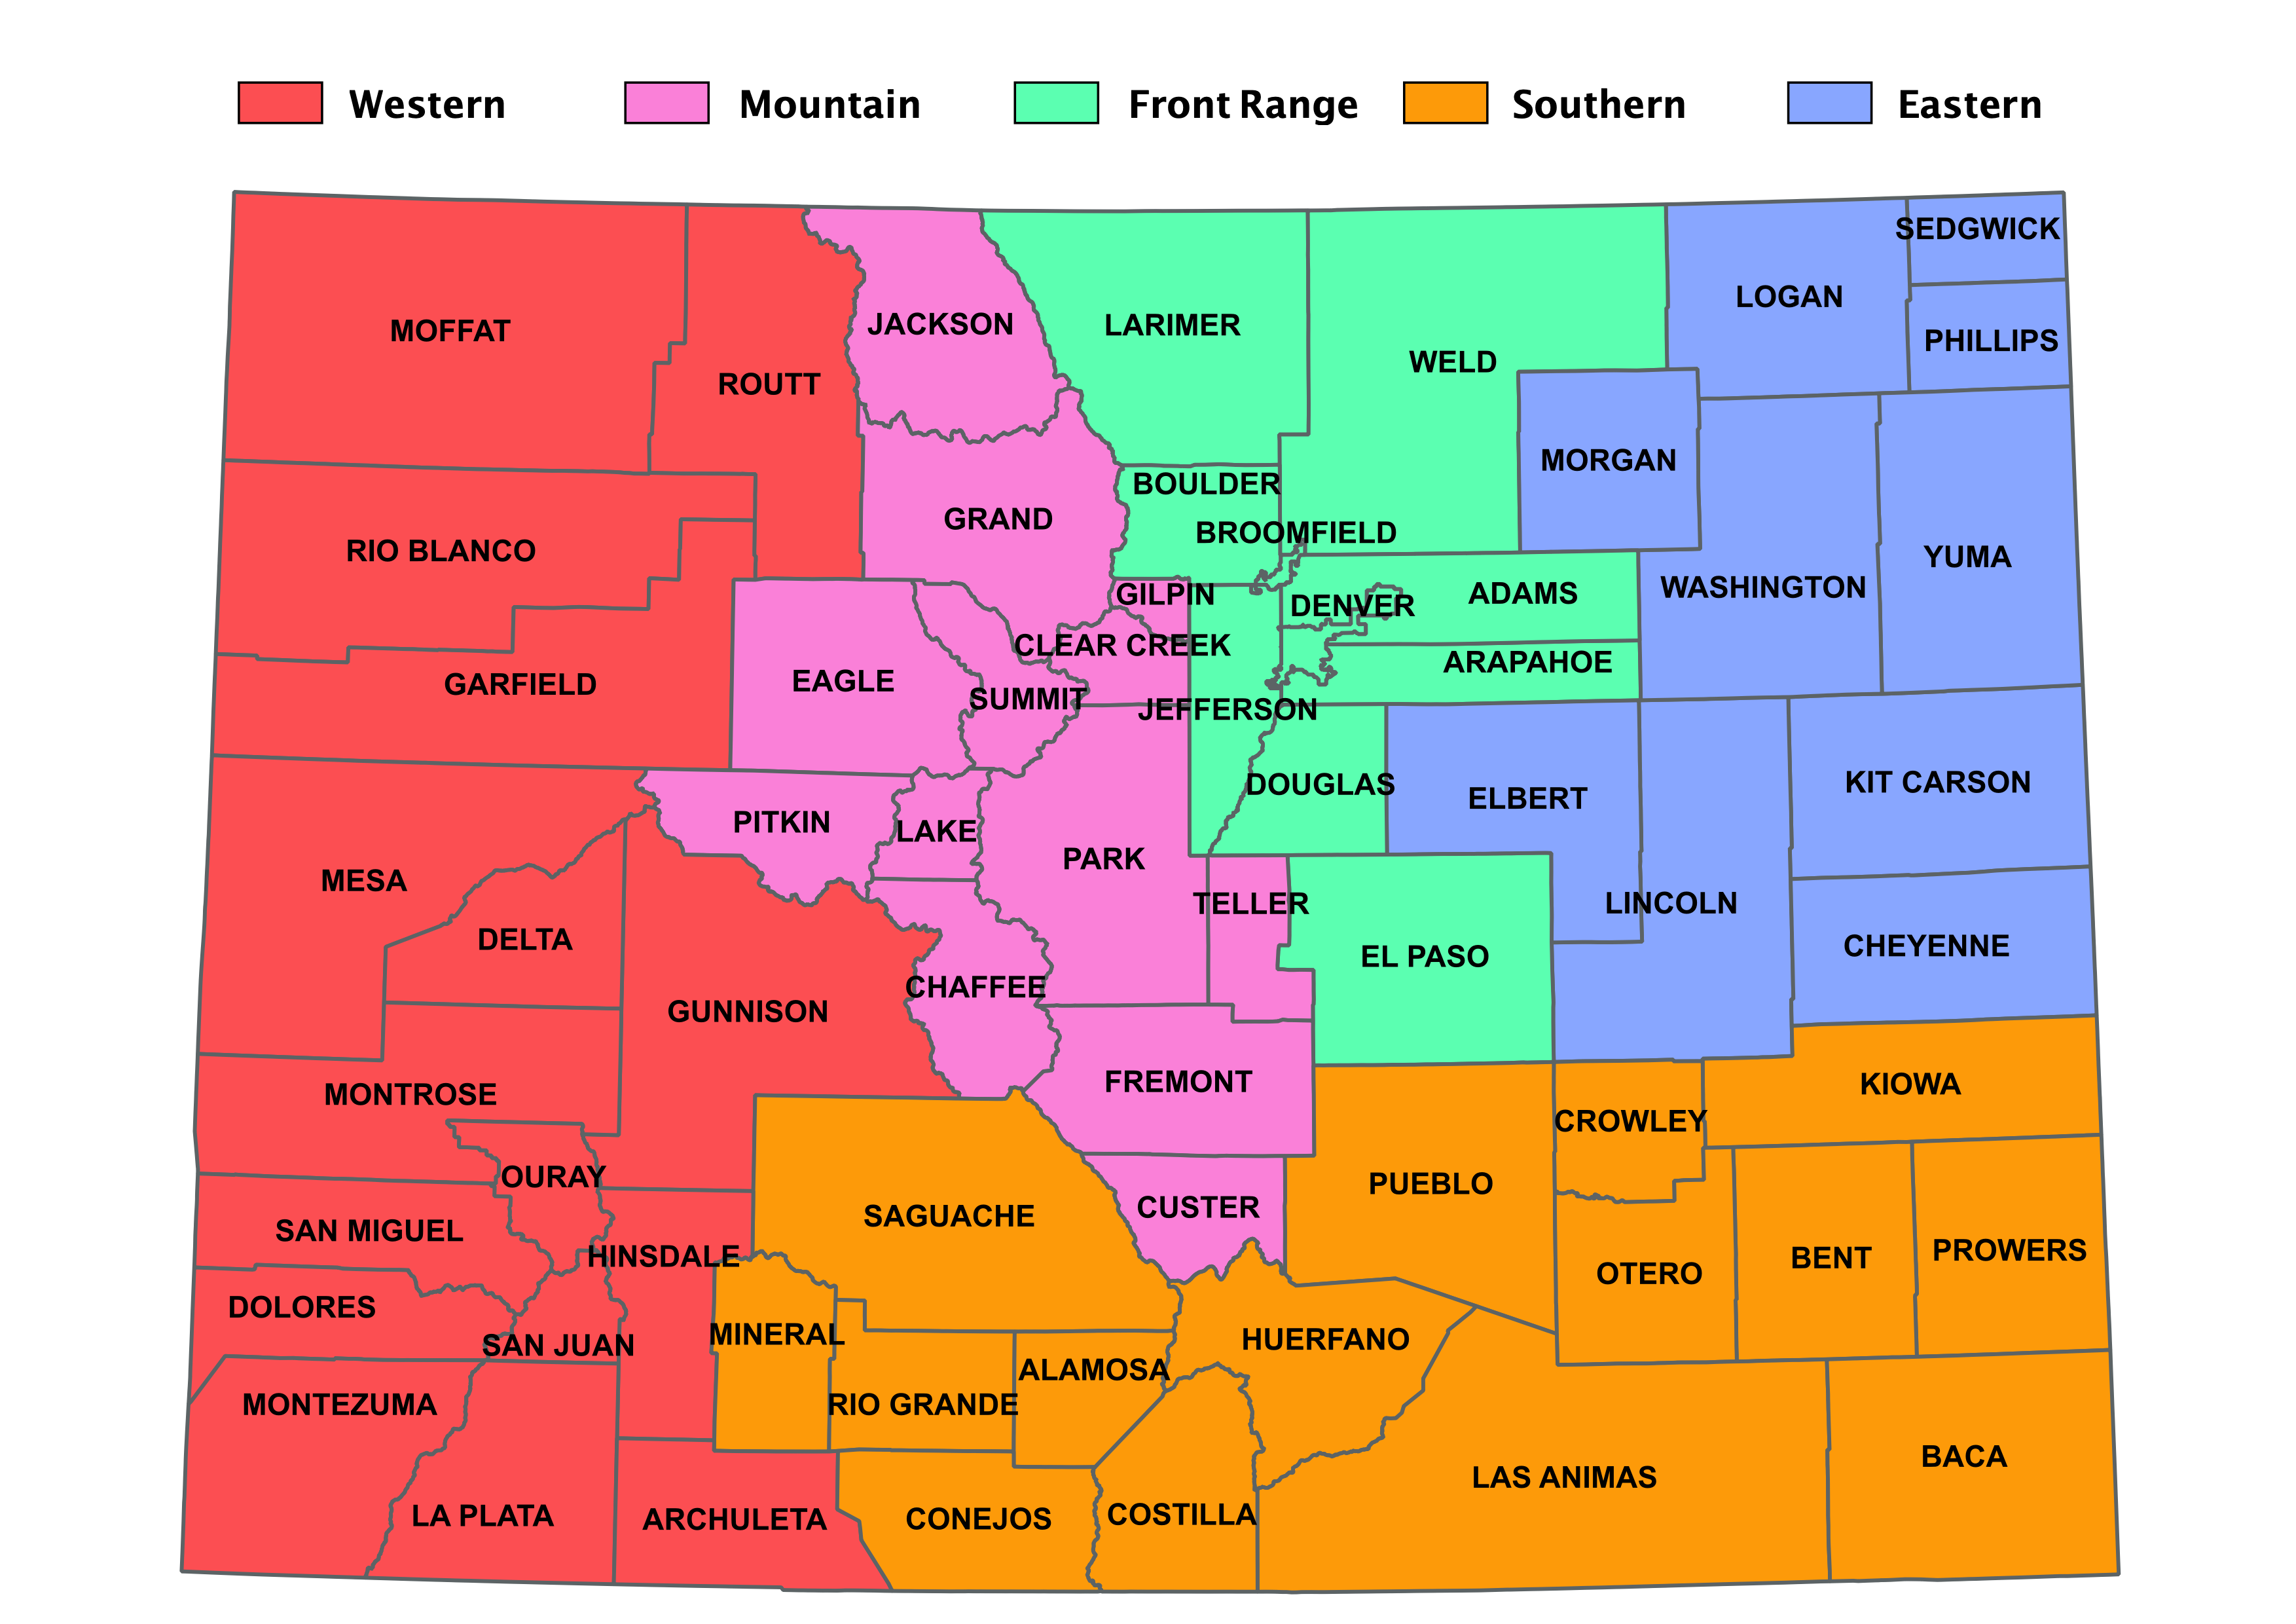 Western Mountain Front Range Southern Eastern
SEDGWICK
LOGAN
JACKSON
LARIMER
MOFFAT
PHILLIPS
WELD
ROUTT
MORGAN
BOULDER
GRAND
BROOMFIELD
RIO BLANCO
YUMA
WASHINGTON
GILPIN
ADAMS
DENVER
CLEAR CREEK
ARAPAHOE
GARFIELD
EAGLE
SUMMIT
JEFFERSON
KIT CARSON
DOUGLAS
ELBERT
PITKIN
LAKE
PARK
MESA
TELLER
LINCOLN
DELTA
CHEYENNE
EL PASO
CHAFFEE
GUNNISON
FREMONT
KIOWA
MONTROSE
CROWLEY
OURAY
PUEBLO
CUSTER
SAGUACHE
SAN MIGUEL
PROWERS
HINSDALE
BENT
OTERO
DOLORES
MINERAL
HUERFANO
SAN JUAN
ALAMOSA
MONTEZUMA
RIO GRANDE
BACA
LAS ANIMAS
LA PLATA
COSTILLA
ARCHULETA
CONEJOS